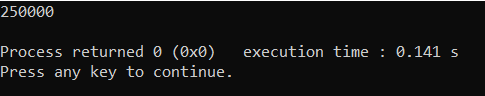 250000
Process returned 0 (0x0)   execution time : 0.141 s
Press any key to continue.